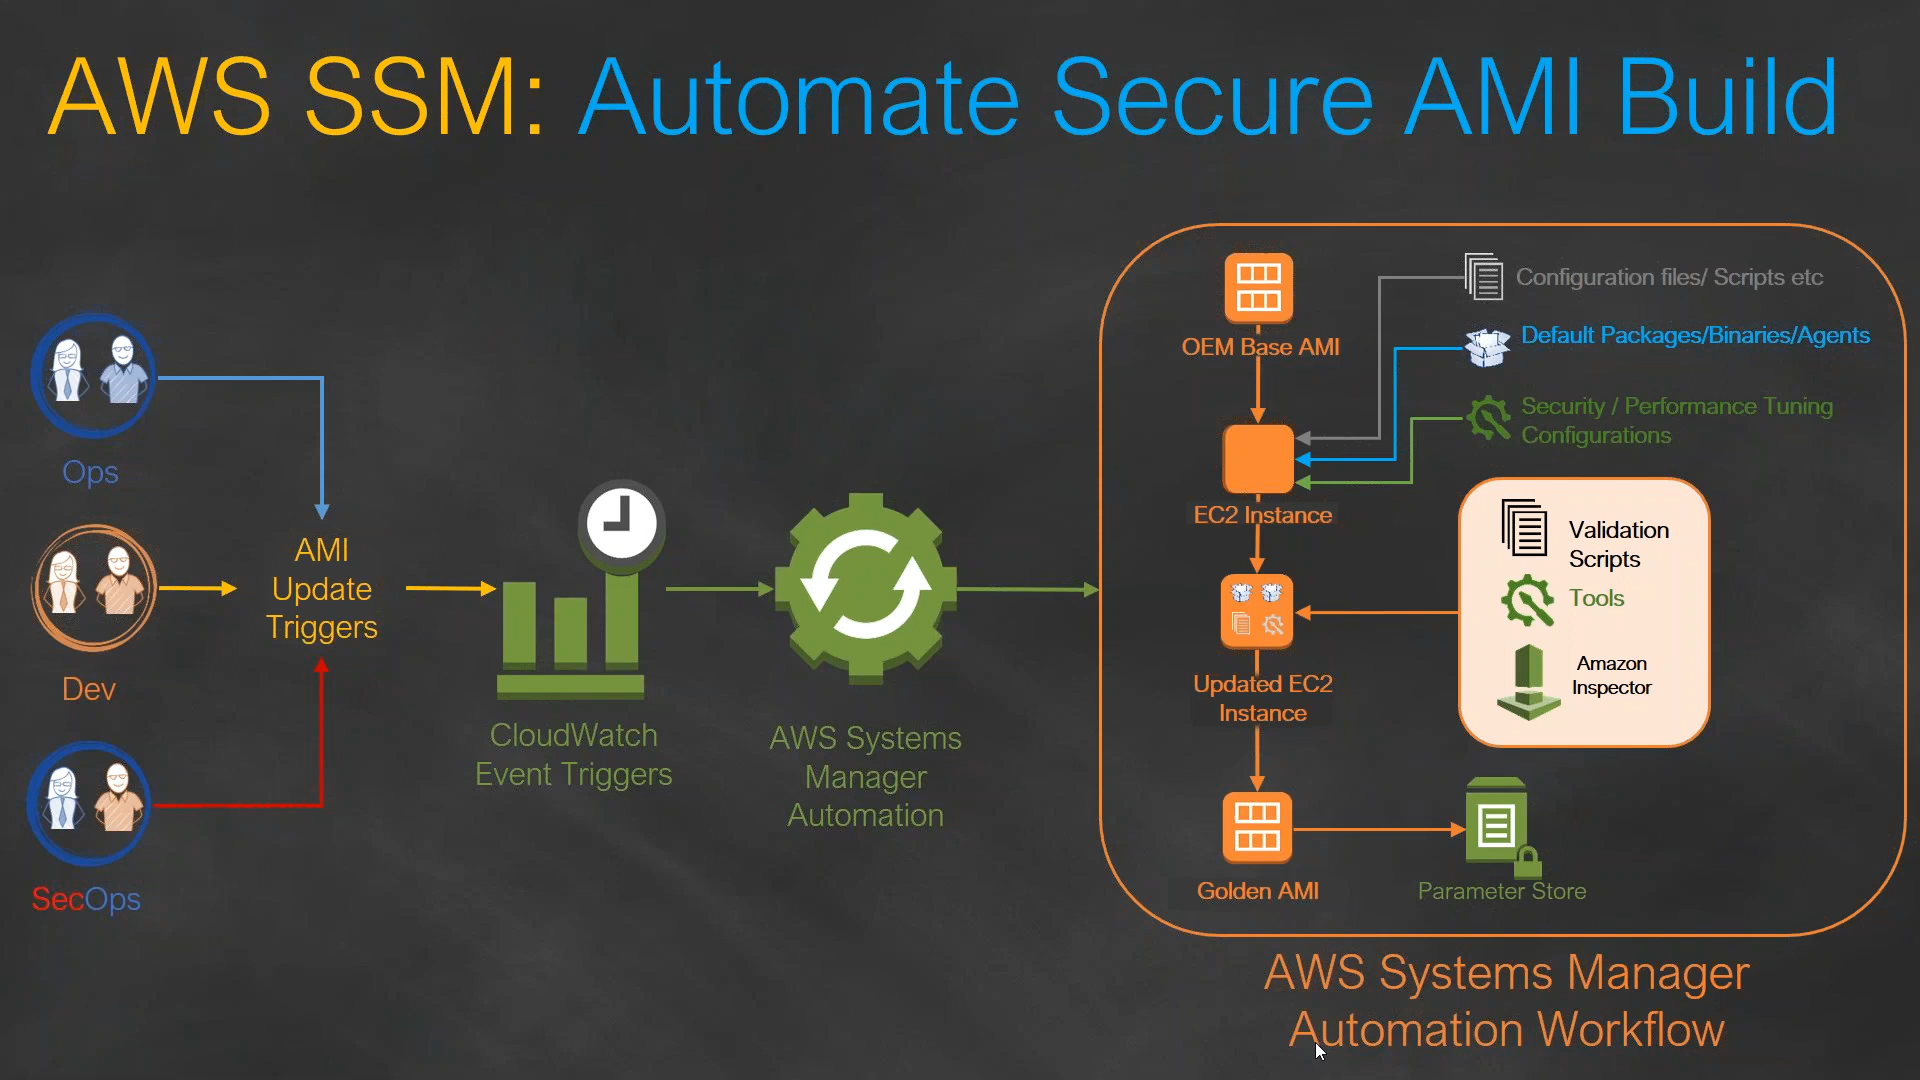 AWS SSM: Automate Secure AMI Build
Ops
Dev
SecOps
AMI
Update
Triggers
CloudWatch
Event Triggers
AWS Systems
Manager
Automation
OEM Base AMI
EC2 Instance
Updated EC2
Instance
Golden AMI
Configuration files/ Scripts etc
Default Packages/Binaries/Agents
Security / Performance Tuning
Configurations
Validation
Scripts
Tools
Amazon
Inspector
Parameter Store
AWS Systems Manager
Automation Workflow